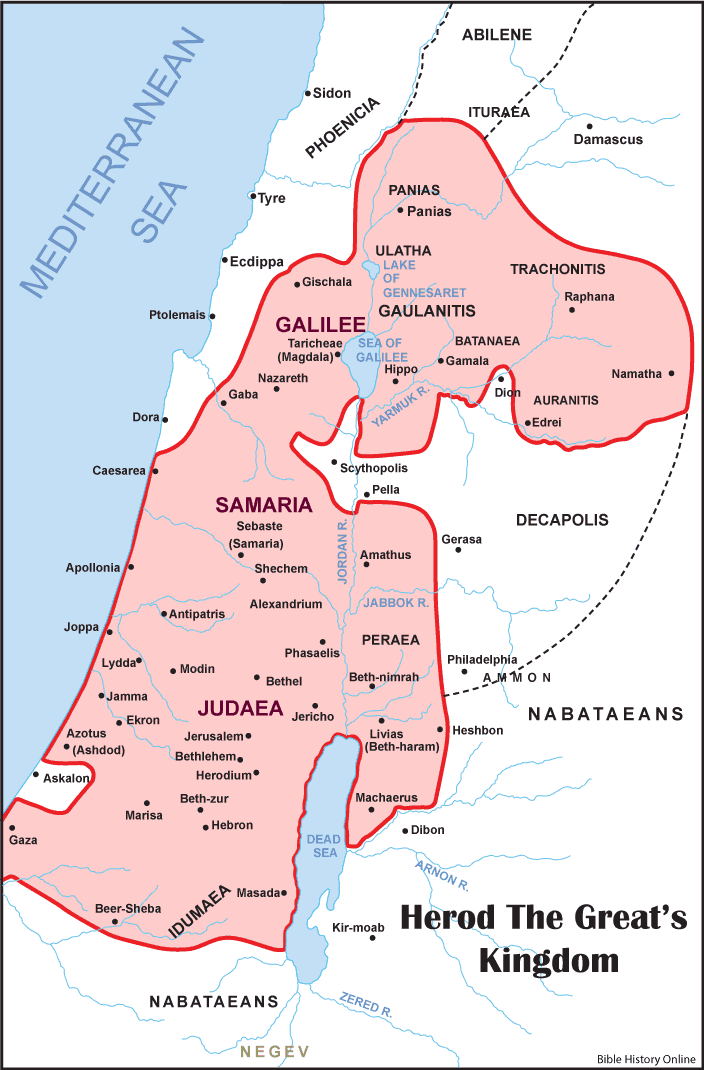 ABILENE
MEDITERRANEAN
SEA
Sidon
PHOENICIA
ITURAEA
Damascus
PANIAS
Panias
Tyre
ULATHA
Ecdippa
LAKE
OF
GENNESARET
TRACHONITIS
Gischala
Raphana
GAULANITIS
Ptolemais
GALILEE
Taricheae
(Magdala)
SEA OF
GALILEE
BATANAEA
Gamala
Hippo
Namatha
Nazareth
Gaba
YARMUK R.
Dion
AURANITIS
Dora
Edrei
Caesarea
Scythopolis
Pella
SAMARIA
DECAPOLIS
Sebaste
(Samaria)
JORDAN R.
Gerasa
Amathus
Apollonia
Shechem
Alexandrium
JABBOK R.
Antipatris
Joppa
PERAEA
Phasaelis
Lydda
Modin
Bethel
Beth-nimrah
Philadelphia
AMMON
Jamma
JUDAEA
Jericho
NABATAEANS
Ekron
Azotus
(Ashdod)
Jerusalem
Livias
(Beth-haram)
Heshbon
Bethlehem
Herodium
Askalon
Beth-zur
Marisa
Hebron
Machaerus
Dibon
Gaza
DEAD
SEA
ARNON R.
Masada
IDUMAEA
Beer-Sheba
Kir-moab
Herod The Great's
Kingdom
NABATAEANS
ZERED R.
NEGEV
Bible History Online